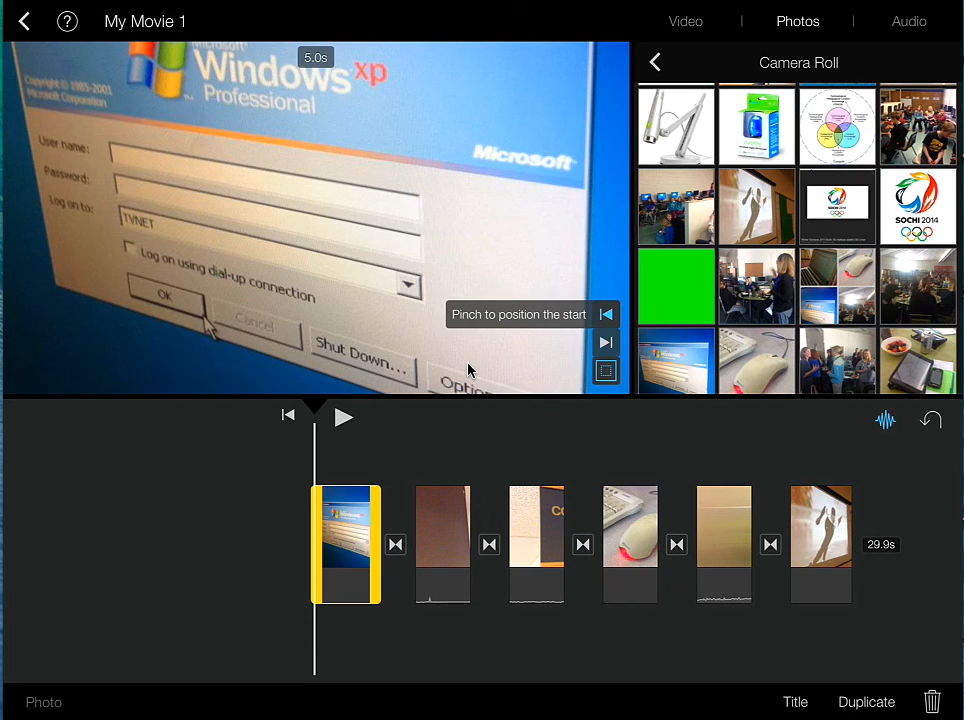 My Movie 1
Video
Photos
Audio
5.0s
Camera Roll
Microsoft
Windows xp
Professional
Copyright © 1985-2001
Microsoft Corporation
Microsoft
User name:
Password:
Log on to:
TVNET
Log on using dial-up connection
OK
Cancel
Shut Down...
Option
Pinch to position the start
SOCHI 2014
SOCHI 2014
CO
29.9s
Photo
Title
Duplicate